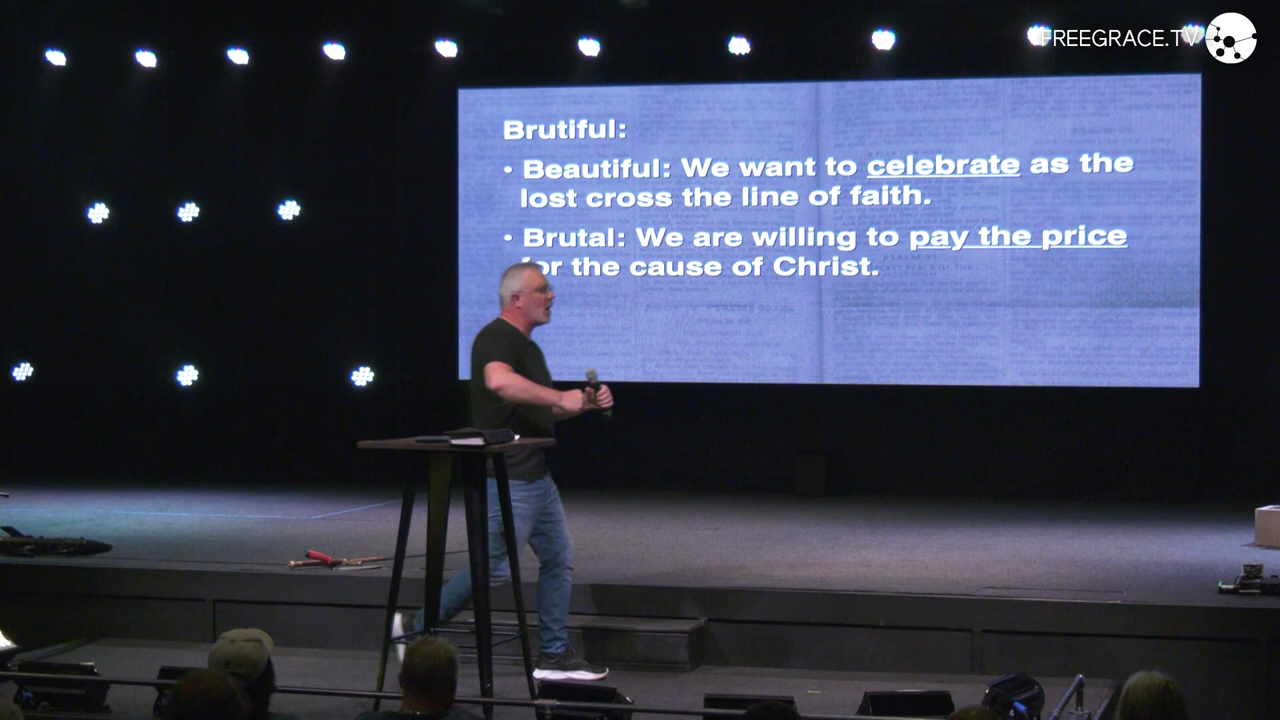 FREEGRACE.TV
Brutiful:
• Beautiful: We want to celebrate as the
lost cross the line of faith.
• Brutal: We are willing to pay the price
for the cause of Christ.